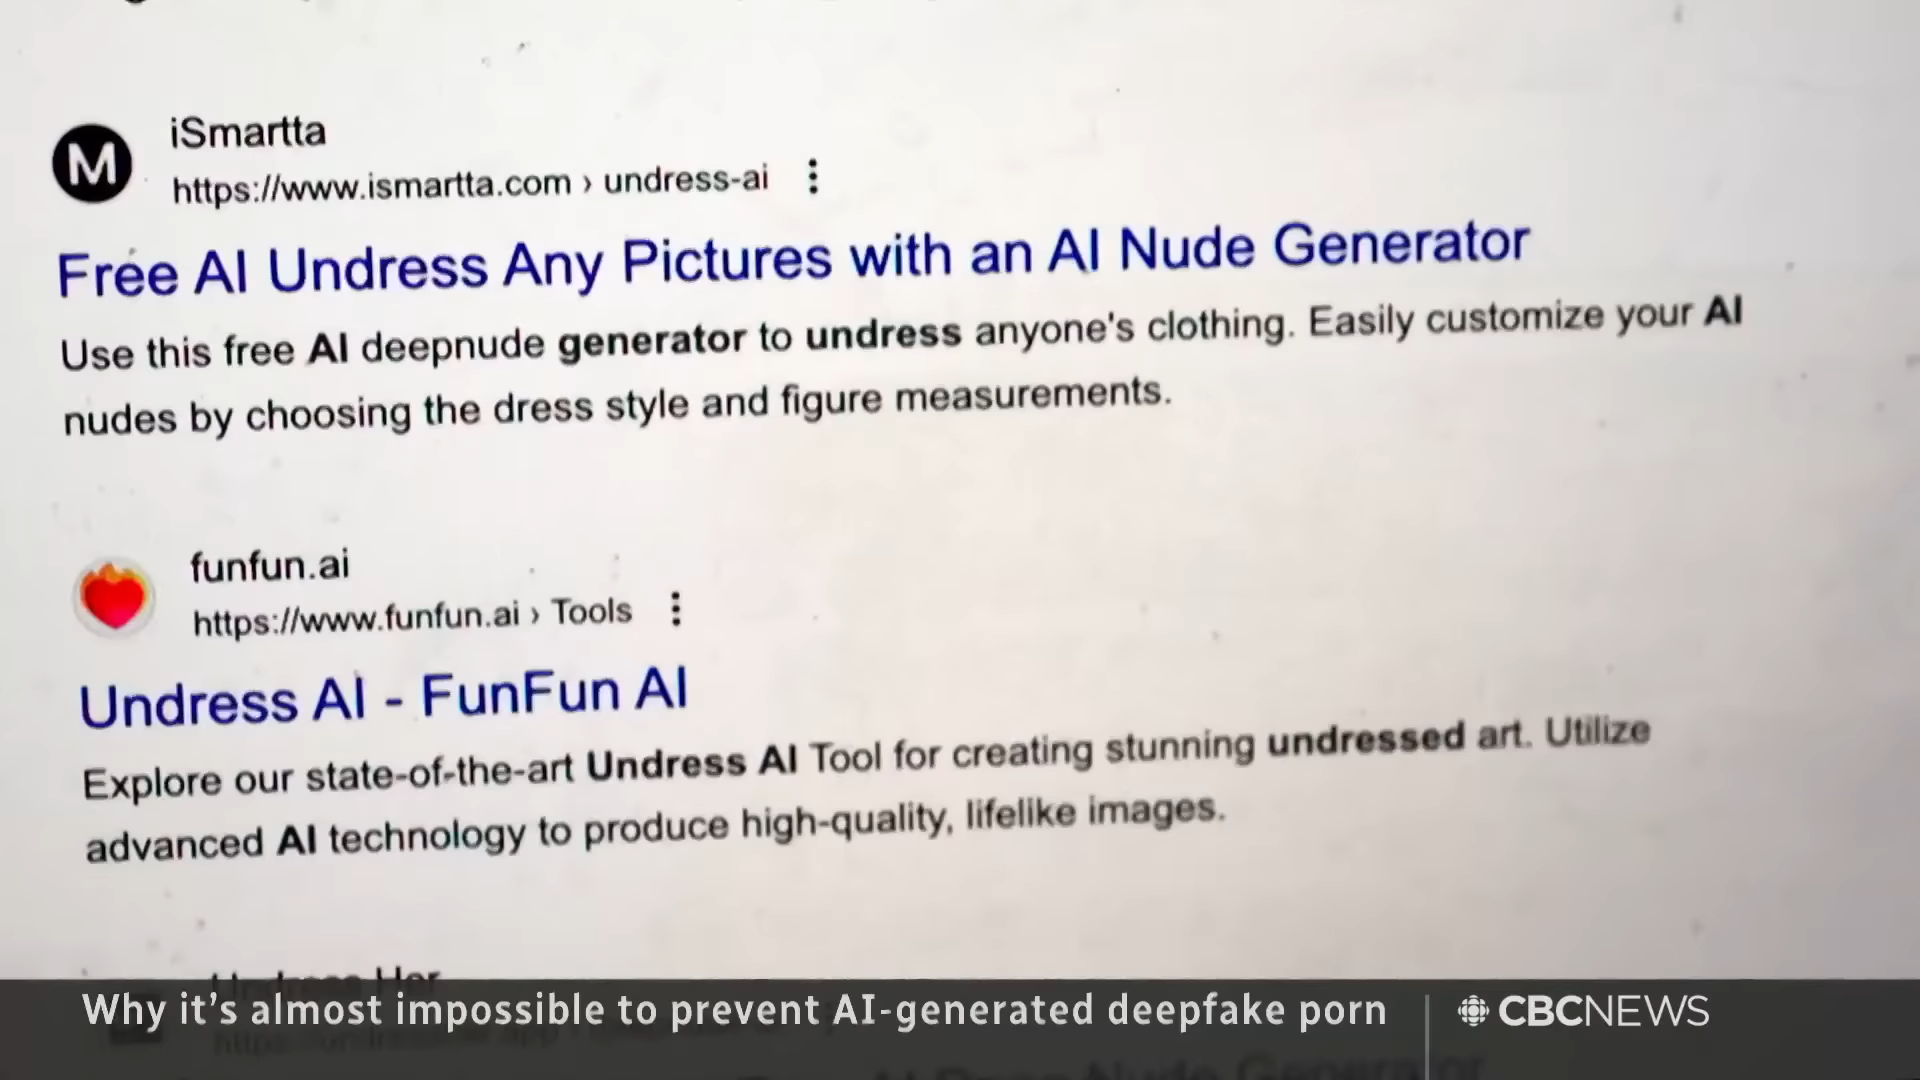 iSmartta
M
https://www.ismartta.com › undress-ai
Free AI Undress Any Pictures with an AI Nude Generator
Use this free AI deepnude generator to undress anyone's clothing. Easily customize your AI
nudes by choosing the dress style and figure measurements.
funfun.ai
https://www.funfun.ai › Tools
Undress AI - FunFun AI
Explore our state-of-the-art Undress AI Tool for creating stunning undressed art. Utilize
advanced AI technology to produce high-quality, lifelike images.
Undress Her
Why it's almost impossible to prevent AI-generated deepfake porn
CBCNEWS